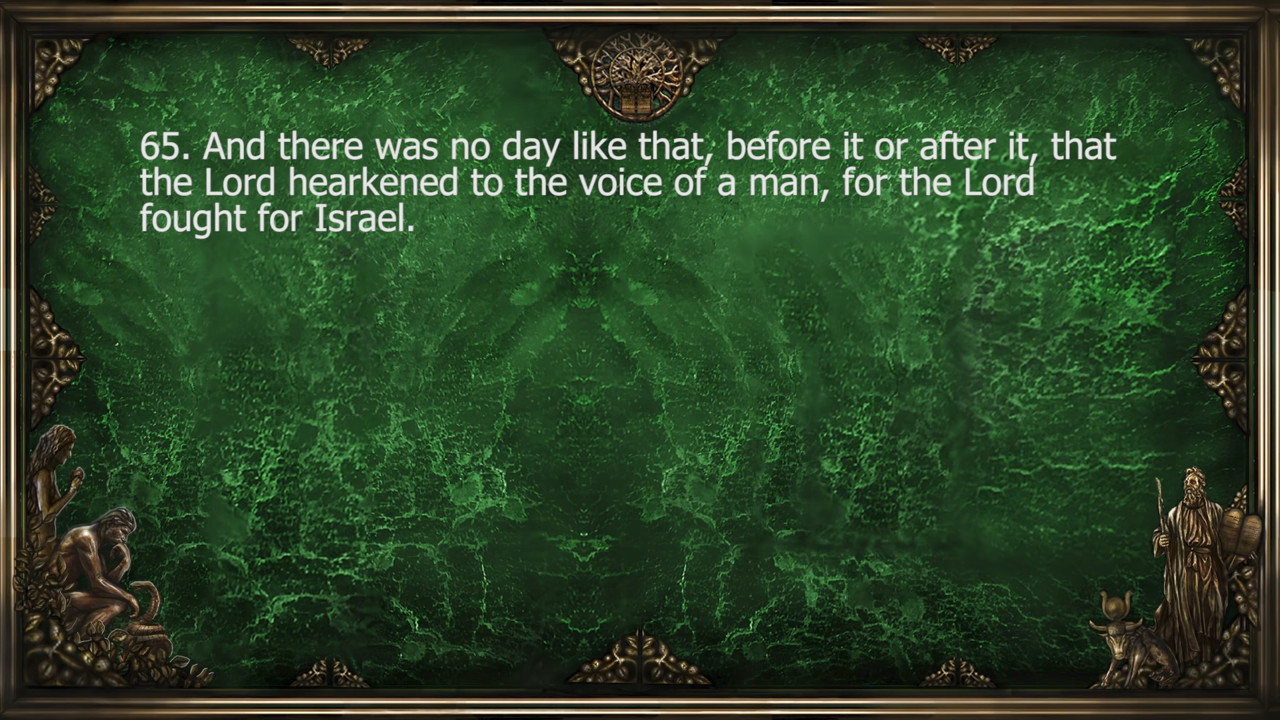 65. And there was no day like that, before it or after it, that
the Lord hearkened to the voice of a man, for the Lord
fought for Israel.